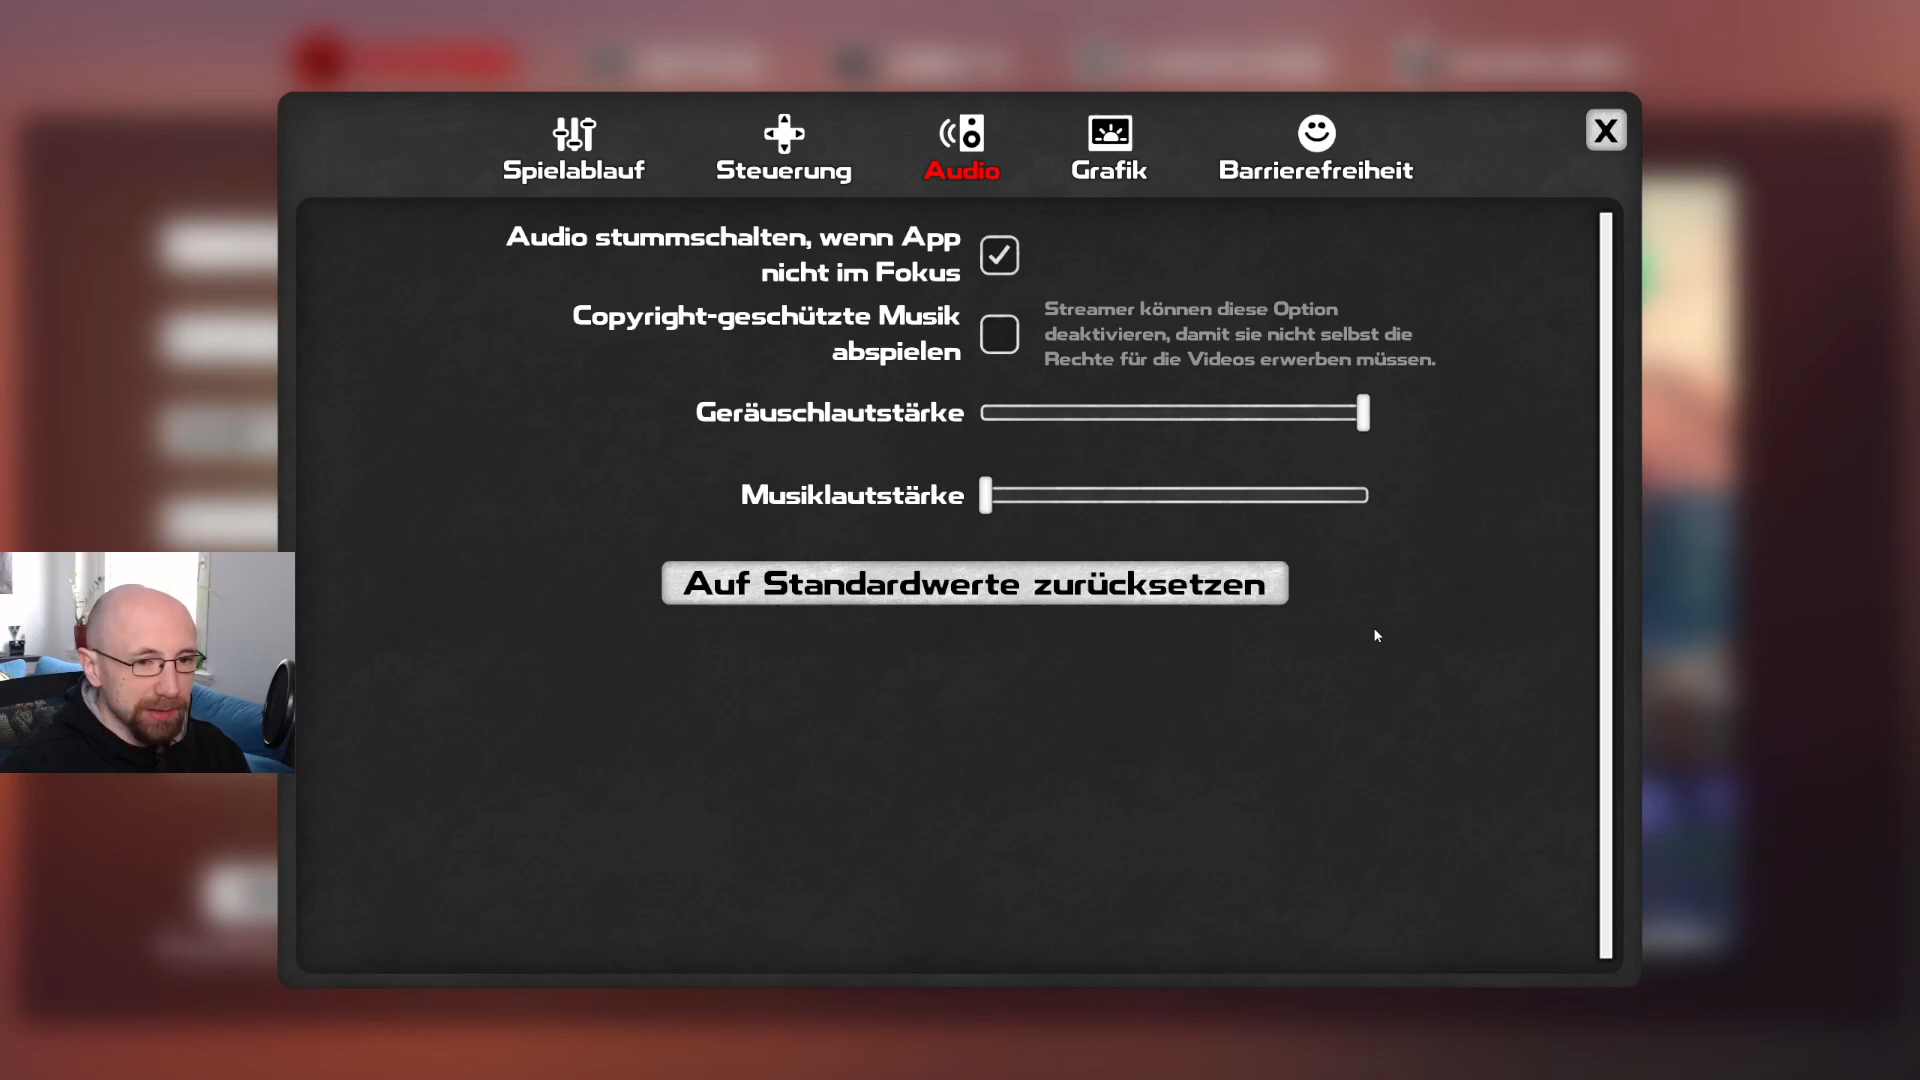 Spielablauf
Steuerung
Audio
Grafik
Barrierefreiheit
X
Audio stummschalten, wenn App
nicht im Fokus
Copyright-geschützte Musik
abspielen
Streamer können diese Option
deaktivieren, damit sie nicht selbst die
Rechte für die Videos erwerben müssen.
Geräuschlautstärke
Musiklautstärke
Auf Standardwerte zurücksetzen